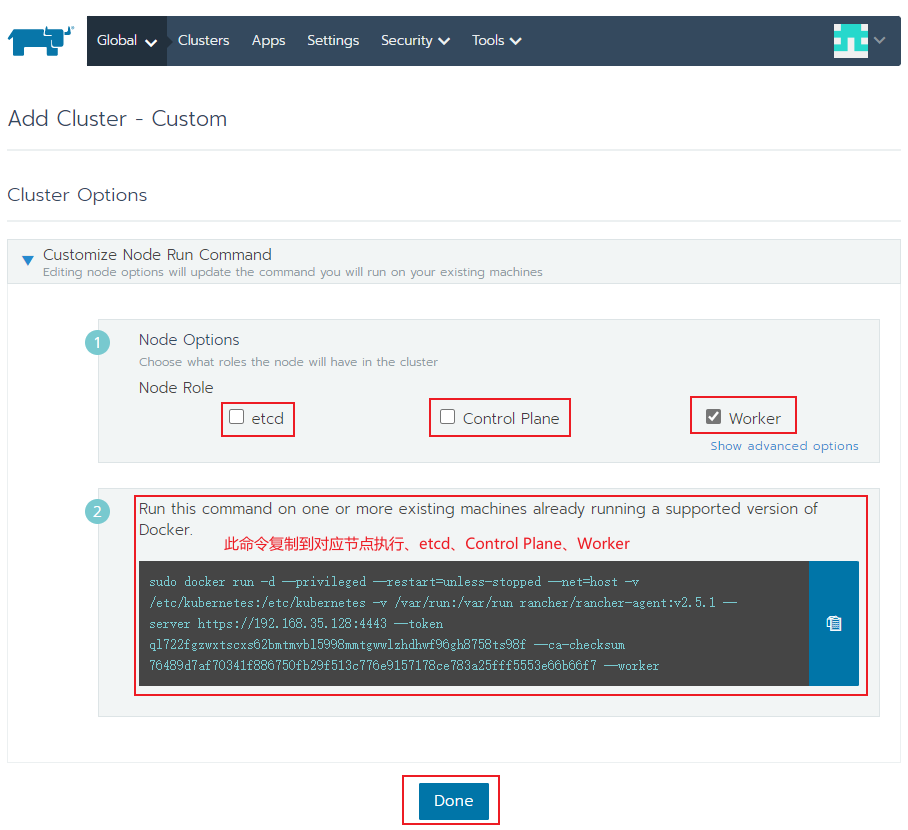 Global Clusters Apps Settings Security Tools
Add Cluster - Custom
Cluster Options
Customize Node Run Command
Editing node options will update the command you will run on your existing machines
1
Node Options
Choose what roles the node will have in the cluster
Node Role
etcd Control Plane Worker
Show advanced options
2
Run this command on one or more existing machines already running a supported version of
Docker.
此命令复制到对应节点执行、etcd、Control Plane、Worker
sudo docker run -d --privileged --restart=unless-stopped --net=host -v
/etc/kubernetes:/etc/kubernetes -v /var/run:/var/run rancher/rancher-agent:v2.5.1 --
server https://192.168.35.128:4443 --token
ql722fgzwxtscxs62bmtmvbl5998mmtgwwlzhdhwf96gh8758ts98f --ca-checksum
76489d7af70341f886750fb29f513c776e9157178ce783a25fff5553e66b66f7 --worker
Done